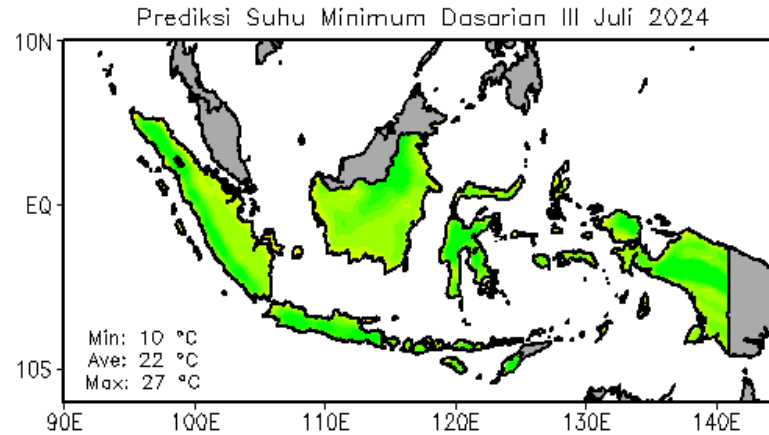 Prediksi Suhu Minimum Dasarian III Juli 2024
10N
EQ
10S
Min: 10 °C
Ave: 22 °C
Max: 27 °C
90E 100E 110E 120E 130E 140E